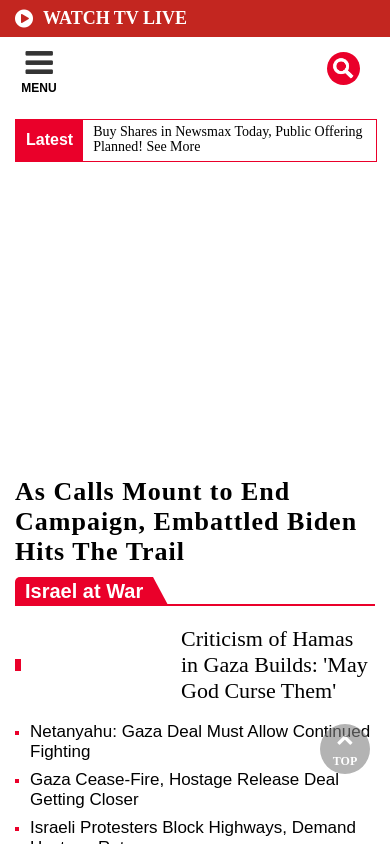 WATCH TV LIVE
MENU
Latest
Buy Shares in Newsmax Today, Public Offering
Planned! See More
As Calls Mount to End
Campaign, Embattled Biden
Hits The Trail
Israel at War
Criticism of Hamas
in Gaza Builds: 'May
God Curse Them'
Netanyahu: Gaza Deal Must Allow Continued
Fighting
TOP
Gaza Cease-Fire, Hostage Release Deal
Getting Closer
Israeli Protesters Block Highways, Demand